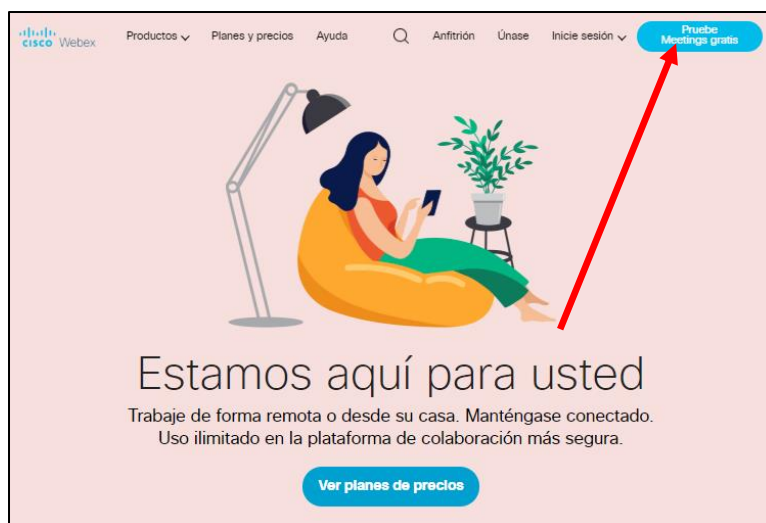 cisco Webex
Productos
Planes y precios
Ayuda
Anfitrión
Únase
Inicie sesión
Pruebe
Meetings gratis
Estamos aquí para usted
Trabaje de forma remota o desde su casa. Manténgase conectado.
Uso ilimitado en la plataforma de colaboración más segura.
Ver planes de precios